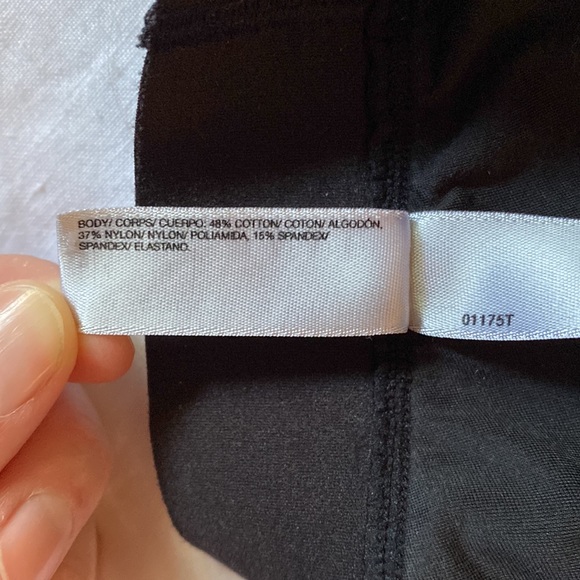 BODY/ CORPS/ CUERPO: 48% COTTON/ COTON/ ALGODÓN,
37% NYLON/ NYLON/ POLIAMIDA, 15% SPANDEX/
SPANDEX/ ELASTANO.
01175T